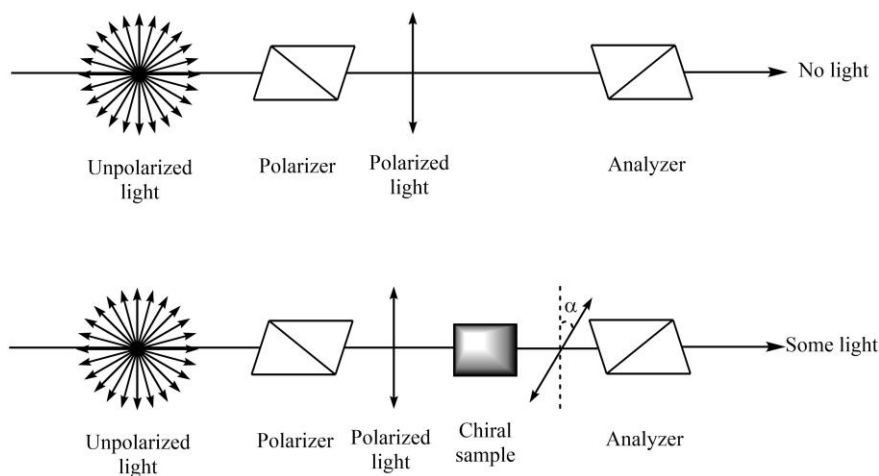 No light
Unpolarized
light
Polarizer
Polarized
light
Analyzer
α
Some light
Unpolarized
light
Polarizer
Polarized
light
Chiral
sample
Analyzer